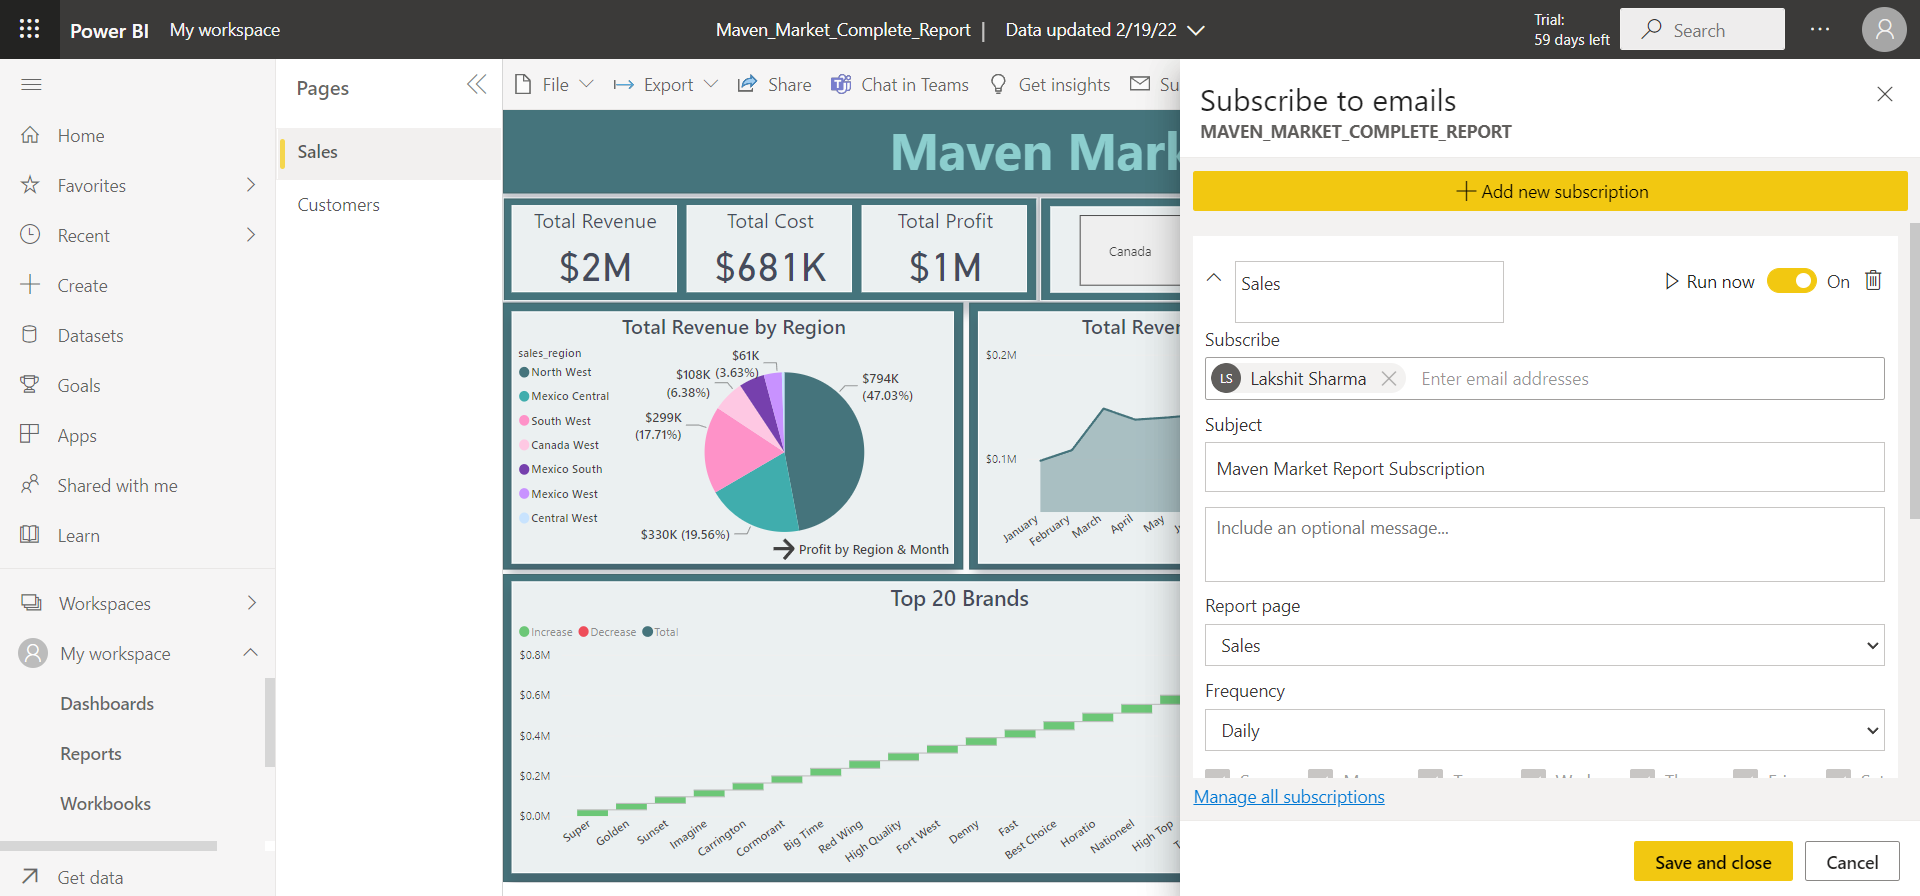 Power BI My workspace
Maven_Market_Complete_Report | Data updated 2/19/22
Trial:
59 days left
Search
Home
Favorites
Recent
Create
Datasets
Goals
Apps
Shared with me
Learn
Workspaces
My workspace
Dashboards
Reports
Workbooks
Get data
Pages
Sales
Customers
File Export Share Chat in Teams Get insights Su
Maven Mark
Total Revenue
$2M
Total Cost
$681K
Total Profit
$1M
Canada
Total Revenue by Region
sales_region
North West
Mexico Central
South West
Canada West
Mexico South
Mexico West
Central West
$61K
(3.63%)
$108K
(6.38%)
$299K
(17.71%)
$794K
(47.03%)
$330K (19.56%)
Profit by Region & Month
Total Rever
$0.2M
$0.1M
January
February
March
April
May
Top 20 Brands
Increase Decrease Total
$0.8M
$0.6M
$0.4M
$0.2M
$0.0M
Super
Golden
Sunset
Imagine
Carrington
Cormorant
Big Time
Red Wing
High Quality
Fort West
Denny
Fast
Best Choice
Horatio
Nationeel
High Top
Subscribe to emails
MAVEN_MARKET_COMPLETE_REPORT
Add new subscription
Sales
Run now On
Subscribe
LS Lakshit Sharma Enter email addresses
Subject
Maven Market Report Subscription
Include an optional message...
Report page
Sales
Frequency
Daily
Manage all subscriptions
Save and close Cancel